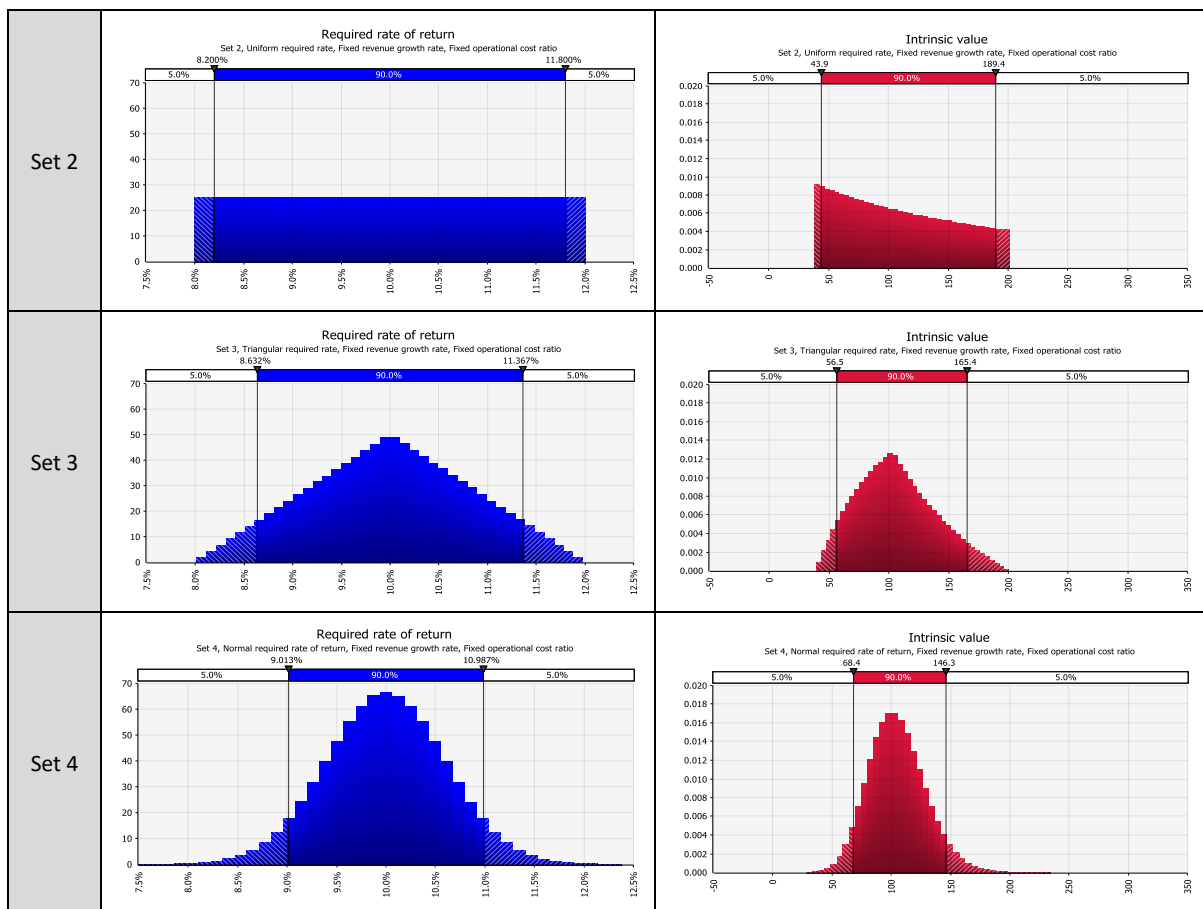 Set 2
Required rate of return
Set 2, Uniform required rate, Fixed revenue growth rate, Fixed operational cost ratio
8.200% 11.800%
5.0% 90.0% 5.0%
70
60
50
40
30
20
10
0
7.5% 8.0% 8.5% 9.0% 9.5% 10.0% 10.5% 11.0% 11.5% 12.0% 12.5%
Intrinsic value
Set 2, Uniform required rate, Fixed revenue growth rate, Fixed operational cost ratio
43.9 189.4
5.0% 90.0% 5.0%
0.020
0.018
0.016
0.014
0.012
0.010
0.008
0.006
0.004
0.002
0.000
-50 0 50 100 150 200 250 300 350
Set 3
Required rate of return
Set 3, Triangular required rate, Fixed revenue growth rate, Fixed operational cost ratio
8.632% 11.367%
5.0% 90.0% 5.0%
70
60
50
40
30
20
10
0
7.5% 8.0% 8.5% 9.0% 9.5% 10.0% 10.5% 11.0% 11.5% 12.0% 12.5%
Intrinsic value
Set 3, Triangular required rate, Fixed revenue growth rate, Fixed operational cost ratio
56.5 165.4
5.0% 90.0% 5.0%
0.020
0.018
0.016
0.014
0.012
0.010
0.008
0.006
0.004
0.002
0.000
-50 0 50 100 150 200 250 300 350
Set 4
Required rate of return
Set 4, Normal required rate of return, Fixed revenue growth rate, Fixed operational cost ratio
9.013% 10.987%
5.0% 90.0% 5.0%
70
60
50
40
30
20
10
0
7.5% 8.0% 8.5% 9.0% 9.5% 10.0% 10.5% 11.0% 11.5% 12.0% 12.5%
Intrinsic value
Set 4, Normal required rate of return, Fixed revenue growth rate, Fixed operational cost ratio
68.4 146.3
5.0% 90.0% 5.0%
0.020
0.018
0.016
0.014
0.012
0.010
0.008
0.006
0.004
0.002
0.000
-50 0 50 100 150 200 250 300 350